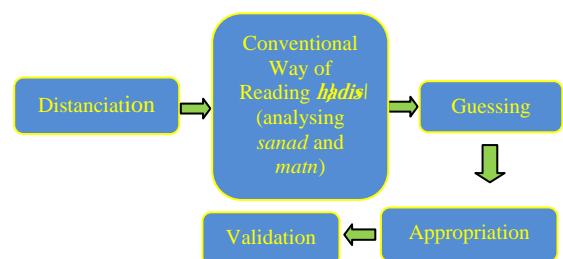 Distanciation
Conventional
Way of
Reading
(analysing
sanad and
matn)
Guessing
Appropriation
Validation